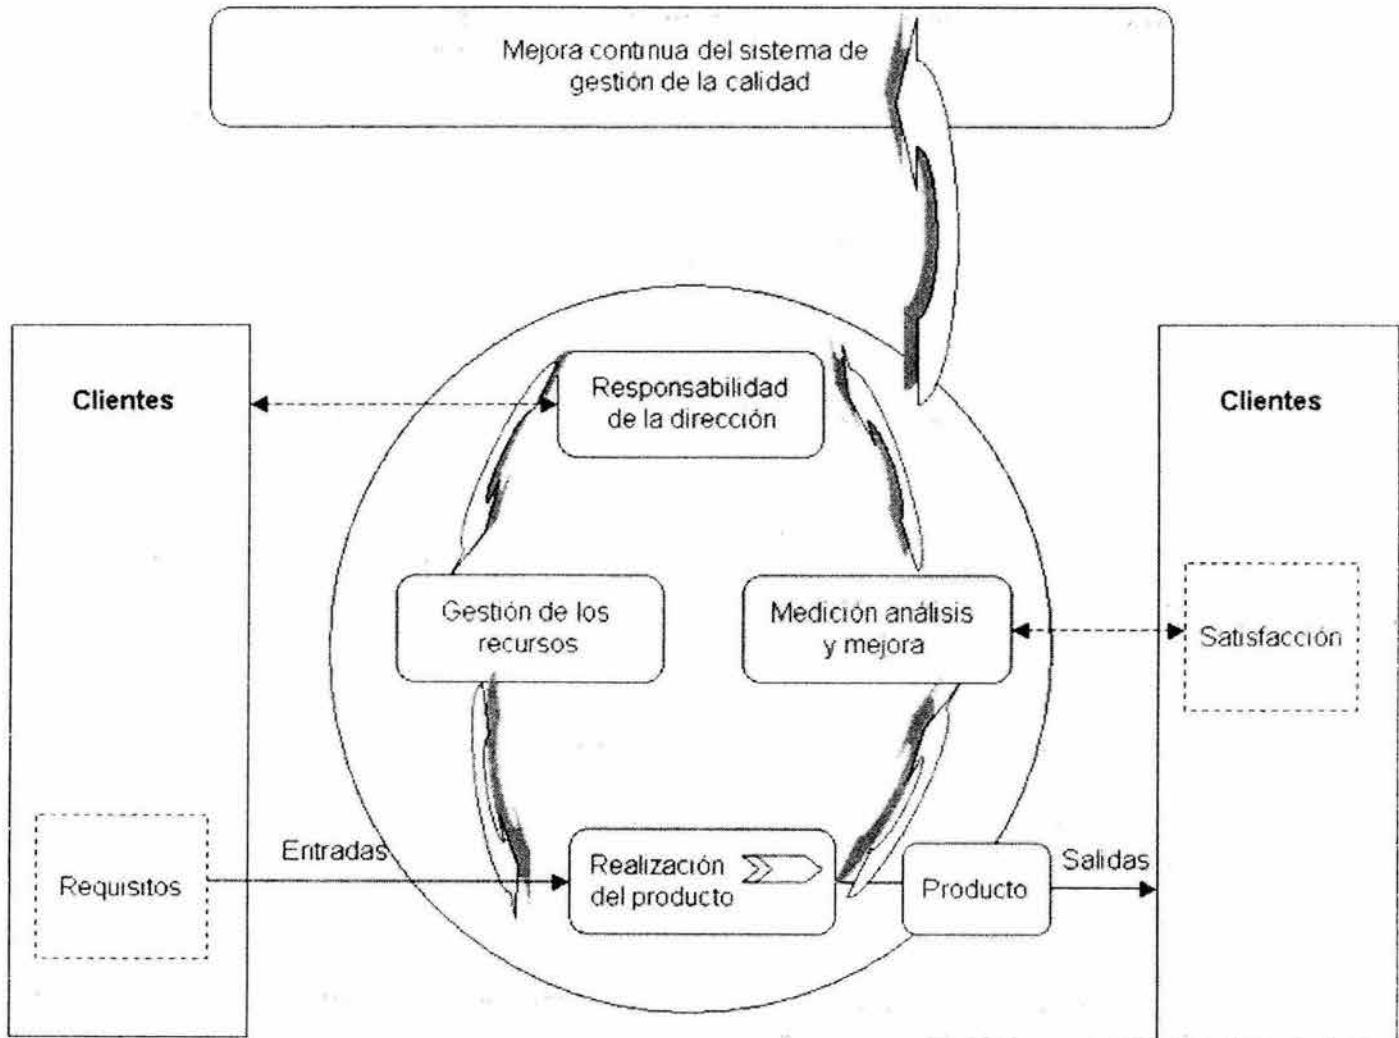 Mejora continua del sistema de
gestión de la calidad
Clientes
Responsabilidad
de la dirección
Clientes
Gestión de los
recursos
Medición análisis
y mejora
Satisfacción
Requisitos
Entradas
Realización
del producto
Producto
Salidas